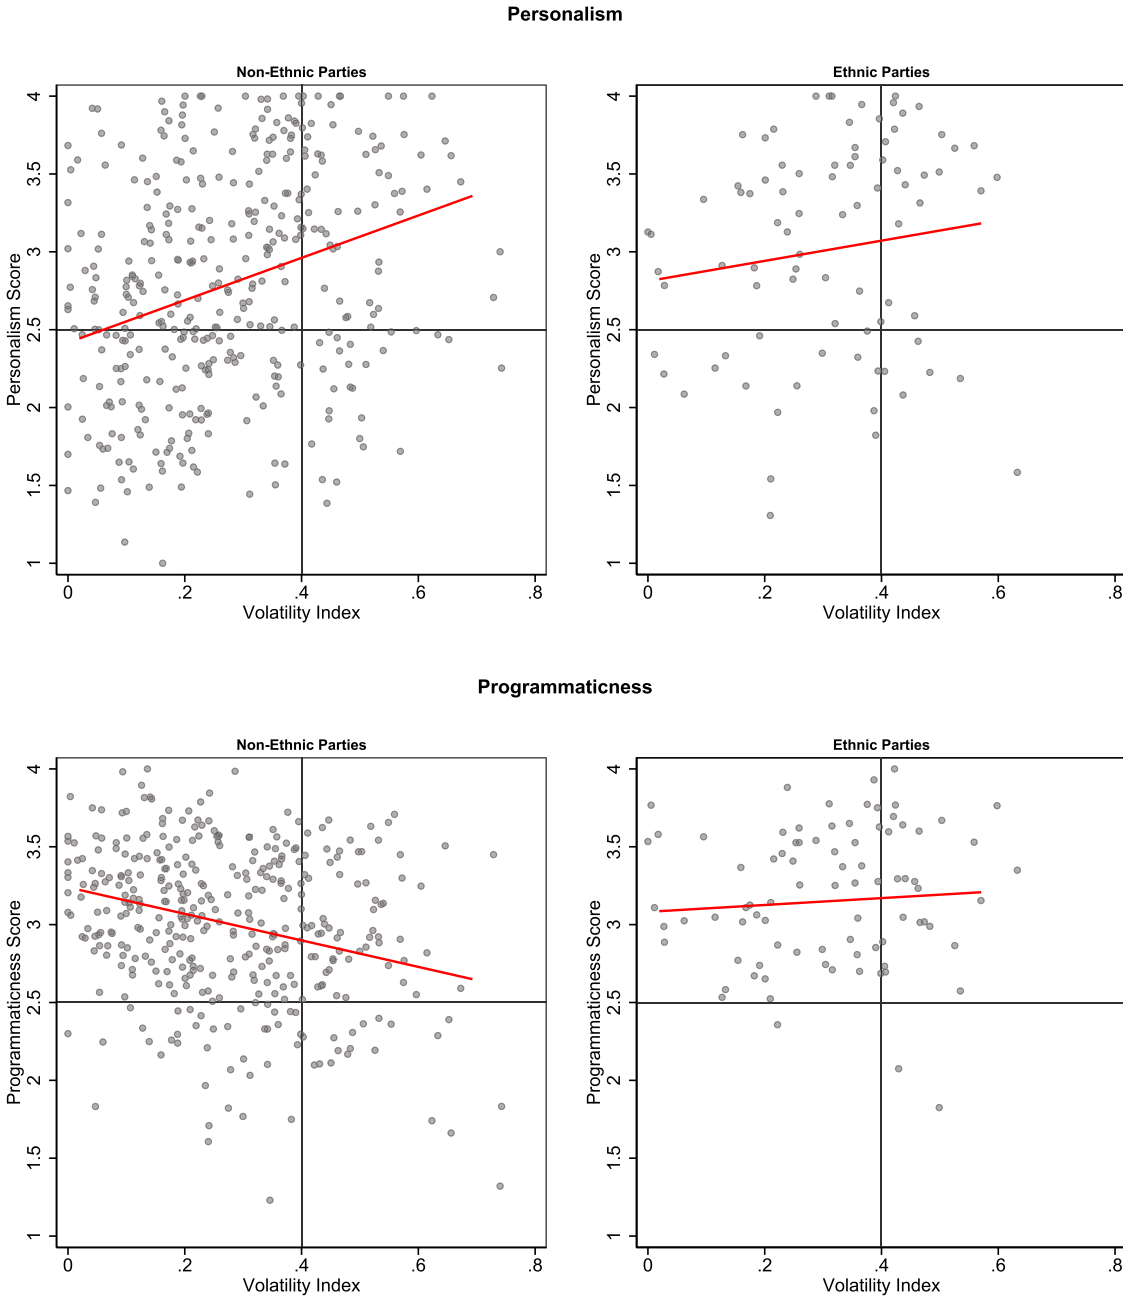 Personalism
Non-Ethnic Parties
Ethnic Parties
Personalism Score
4
3.5
3
2.5
2
1.5
1
0 .2 .4 .6 .8
Volatility Index
Personalism Score
4
3.5
3
2.5
2
1.5
1
0 .2 .4 .6 .8
Volatility Index
Programmaticness
Non-Ethnic Parties
Ethnic Parties
Programmaticness Score
4
3.5
3
2.5
2
1.5
1
0 .2 .4 .6 .8
Volatility Index
Programmaticness Score
4
3.5
3
2.5
2
1.5
1
0 .2 .4 .6 .8
Volatility Index